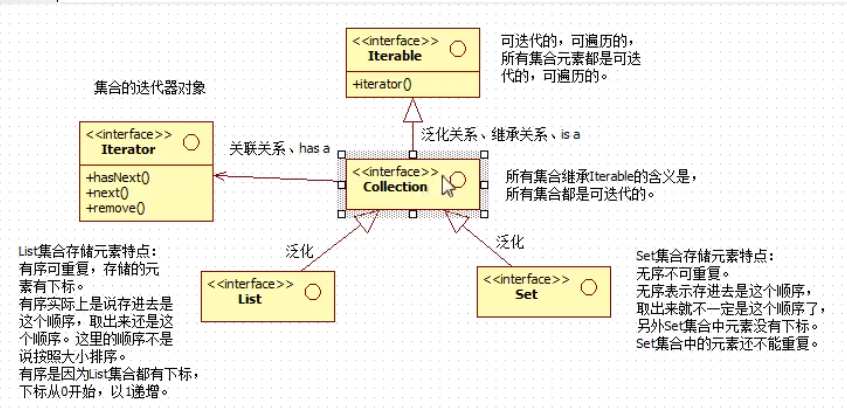 <<interface>>
Iterable
+iterator()
可迭代的，可遍历的，
所有集合元素都是可迭
代的，可遍历的。
集合的迭代器对象
泛化关系、继承关系、is a
<<interface>>
Iterator
+hasNext()
+next()
+remove()
关联关系、has a
<<interface>>
Collection
所有集合继承Iterable的含义是，
所有集合都是可迭代的。
泛化
泛化
List集合存储元素特点：
有序可重复，存储的元
素有下标。
有序实际上是说存进去是
这个顺序，取出来还是这
个顺序。这里的顺序不是
说按照大小排序。
有序是因为List集合都有下标，
下标从0开始，以1递增。
<<interface>>
List
<<interface>>
Set
Set集合存储元素特点：
无序不可重复。
无序表示存进去是这个顺序，
取出来就不一定是这个顺序了，
另外Set集合中元素没有下标。
Set集合中的元素还不能重复。